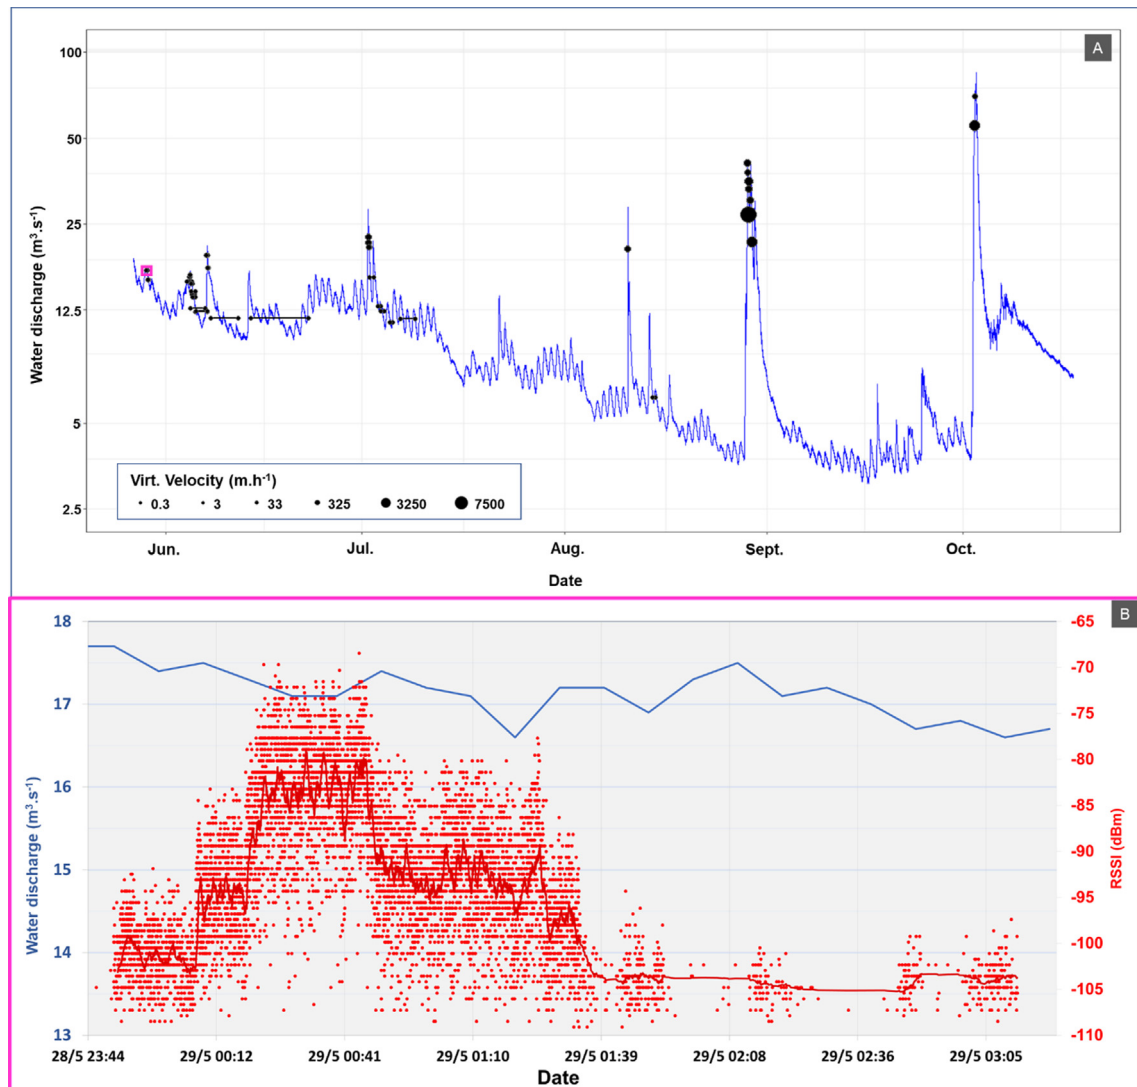 A
100
50
25
12.5
5
2.5
Water discharge (m³.s⁻¹)
Virt. Velocity (m.h⁻¹)
0.3 3 33 325 3250 7500
Jun. Jul. Aug. Sept. Oct.
Date
B
18
17
16
15
14
13
Water discharge (m³.s⁻¹)
-65
-70
-75
-80
-85
-90
-95
-100
-105
-110
RSSI (dBm)
28/5 23:44 29/5 00:12 29/5 00:41 29/5 01:10 29/5 01:39 29/5 02:08 29/5 02:36 29/5 03:05
Date